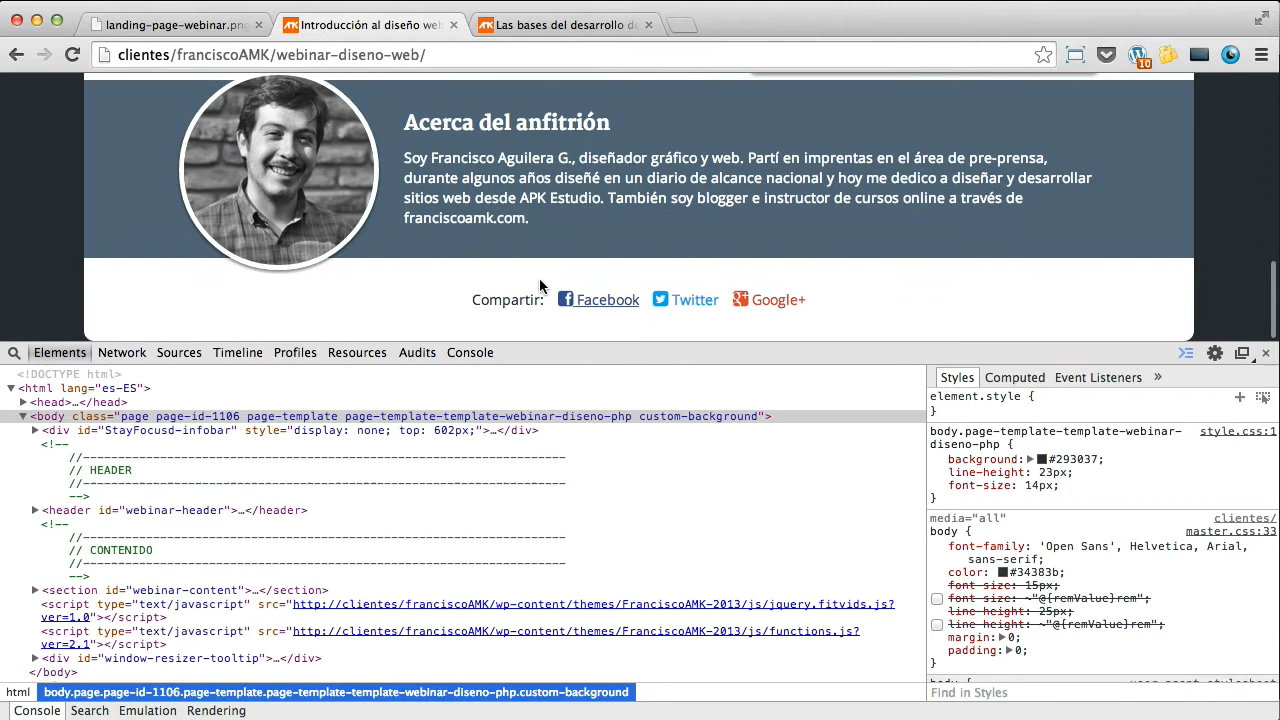 landing-page-webinar.pn
Introducción al diseño web
Las bases del desarrollo de
clientes/franciscoAMK/webinar-diseno-web/
10
Acerca del anfitrión
Soy Francisco Aguilera G., diseñador gráfico y web. Partí en imprentas en el área de pre-prensa,
durante algunos años diseñé en un diario de alcance nacional y hoy me dedico a diseñar y desarrollar
sitios web desde APK Estudio. También soy blogger e instructor de cursos online a través de
franciscoamk.com.
Compartir: Facebook Twitter Google+
Elements Network Sources Timeline Profiles Resources Audits Console
<!DOCTYPE html>
<html lang="es-ES">
<head>…</head>
<body class="page page-id-1106 page-template page-template-template-webinar-diseno-php custom-background">
<div id="StayFocusd-infobar" style="display: none; top: 602px;">…</div>
<!--
//----------------------------------------------------------------
// HEADER
//----------------------------------------------------------------
-->
<header id="webinar-header">…</header>
<!--
//----------------------------------------------------------------
// CONTENIDO
//----------------------------------------------------------------
-->
<section id="webinar-content">…</section>
<script type="text/javascript" src="http://clientes/franciscoAMK/wp-content/themes/FranciscoAMK-2013/js/jquery.fitvids.js?
ver=1.0"></script>
<script type="text/javascript" src="http://clientes/franciscoAMK/wp-content/themes/FranciscoAMK-2013/js/functions.js?
ver=2.1"></script>
<div id="window-resizer-tooltip">…</div>
</body>
html body.page.page-id-1106.page-template.page-template-template-webinar-diseno-php.custom-background
Console Search Emulation Rendering
Styles Computed Event Listeners »
element.style {
}
body.page-template-template-webinar- style.css:1
diseno-php {
background: #293037;
line-height: 23px;
font-size: 14px;
}
media="all" clientes/
body { master.css:33
font-family: 'Open Sans', Helvetica, Arial,
sans-serif;
color: #34383b;
font-size: 15px;
font-size: ~"@{remValue}rem";
line-height: 25px;
line-height: ~"@{remValue}rem";
margin: 0;
padding: 0;
}
Find in Styles